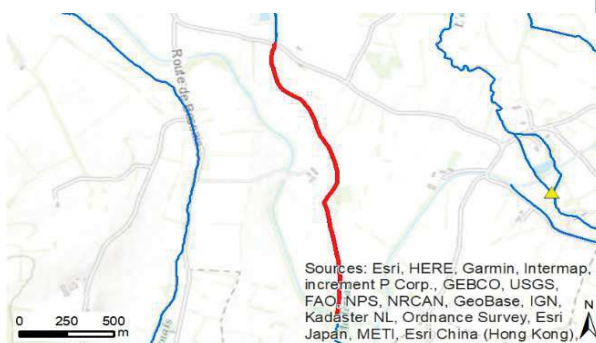 Route de
Sources: Esri, HERE, Garmin, Intermap,
increment P Corp., GEBCO, USGS,
FAO, NPS, NRCAN, GeoBase, IGN,
Kadaster NL, Ordnance Survey, Esri
Japan, METI, Esri China (Hong Kong),
N
0 250 500
m